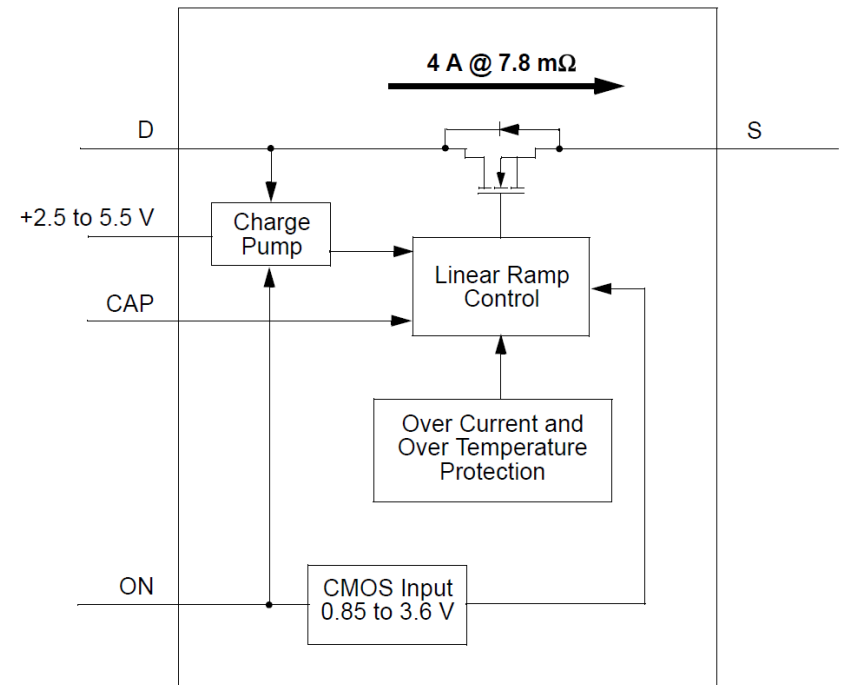 4 A @ 7.8 mΩ
D
S
+2.5 to 5.5 V
Charge
Pump
Linear Ramp
Control
CAP
Over Current and
Over Temperature
Protection
ON
CMOS Input
0.85 to 3.6 V